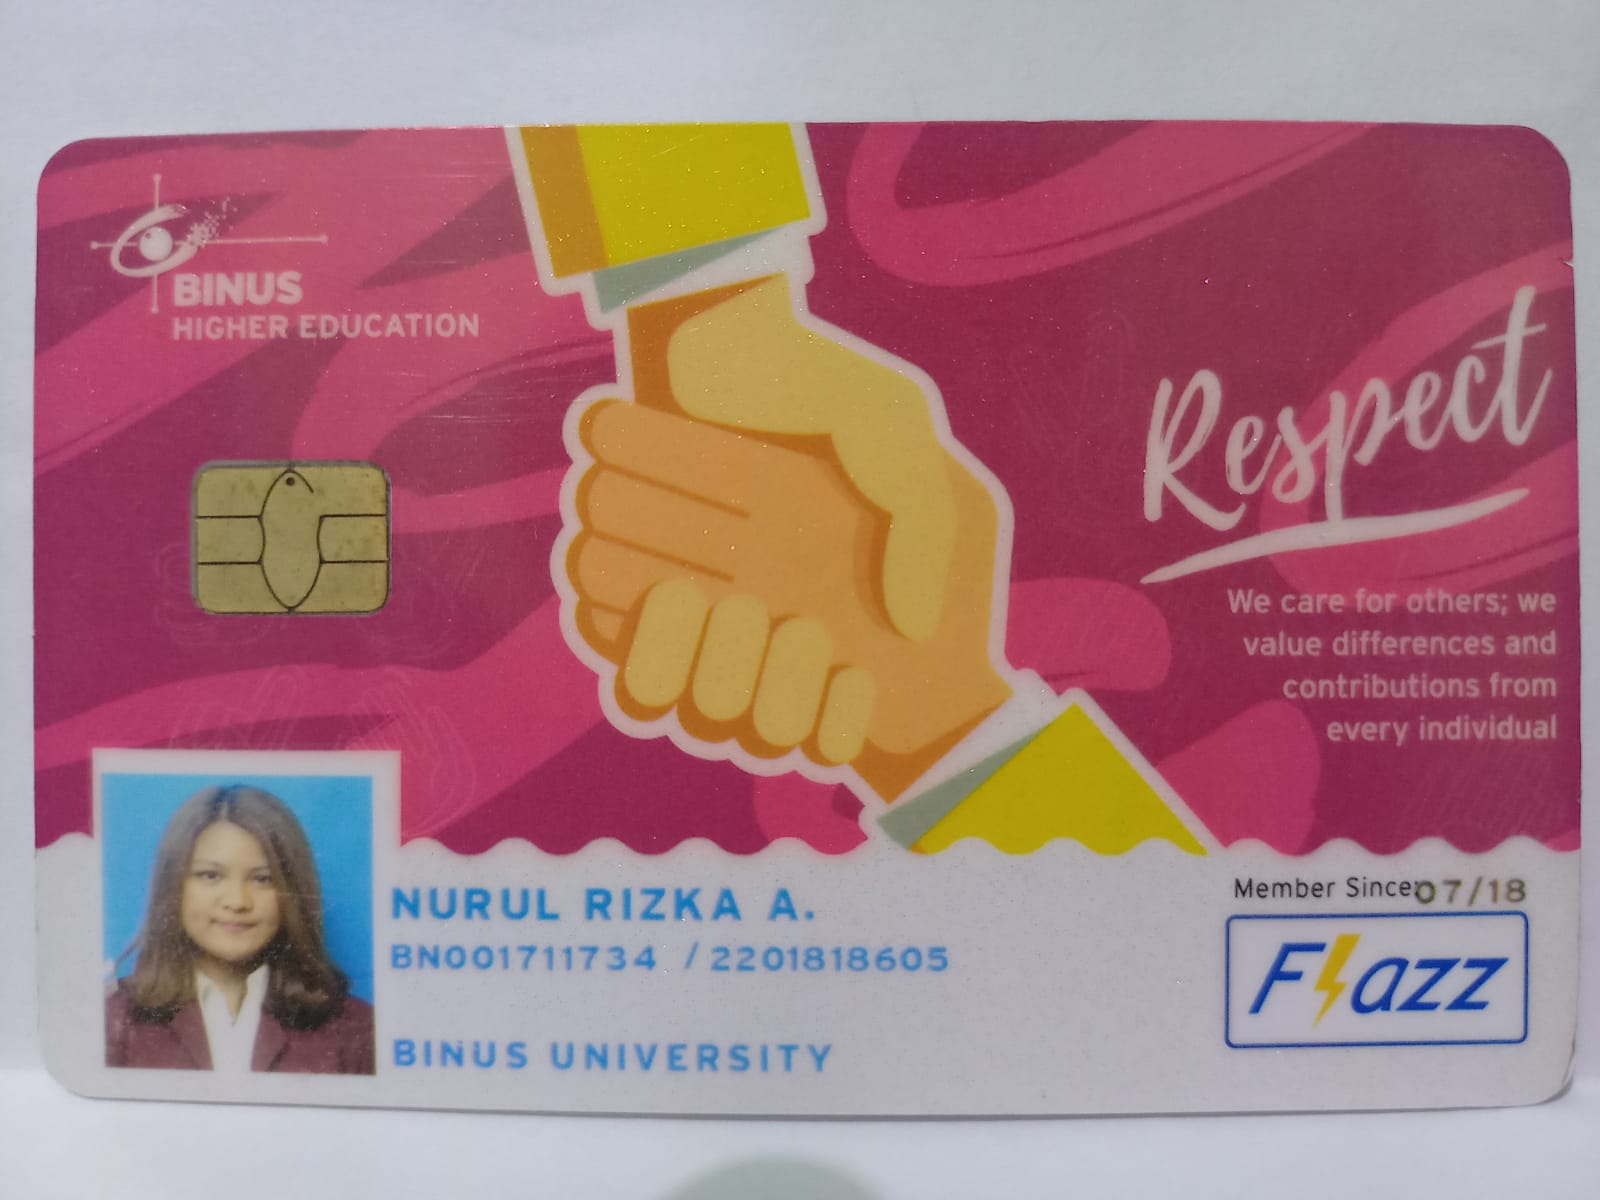 BINUS
HIGHER EDUCATION
Respect
We care for others; we
value differences and
contributions from
every individual
NURUL RIZKA A.
BN001711734 / 2201818605
BINUS UNIVERSITY
Member Since: 07/18
Flazz